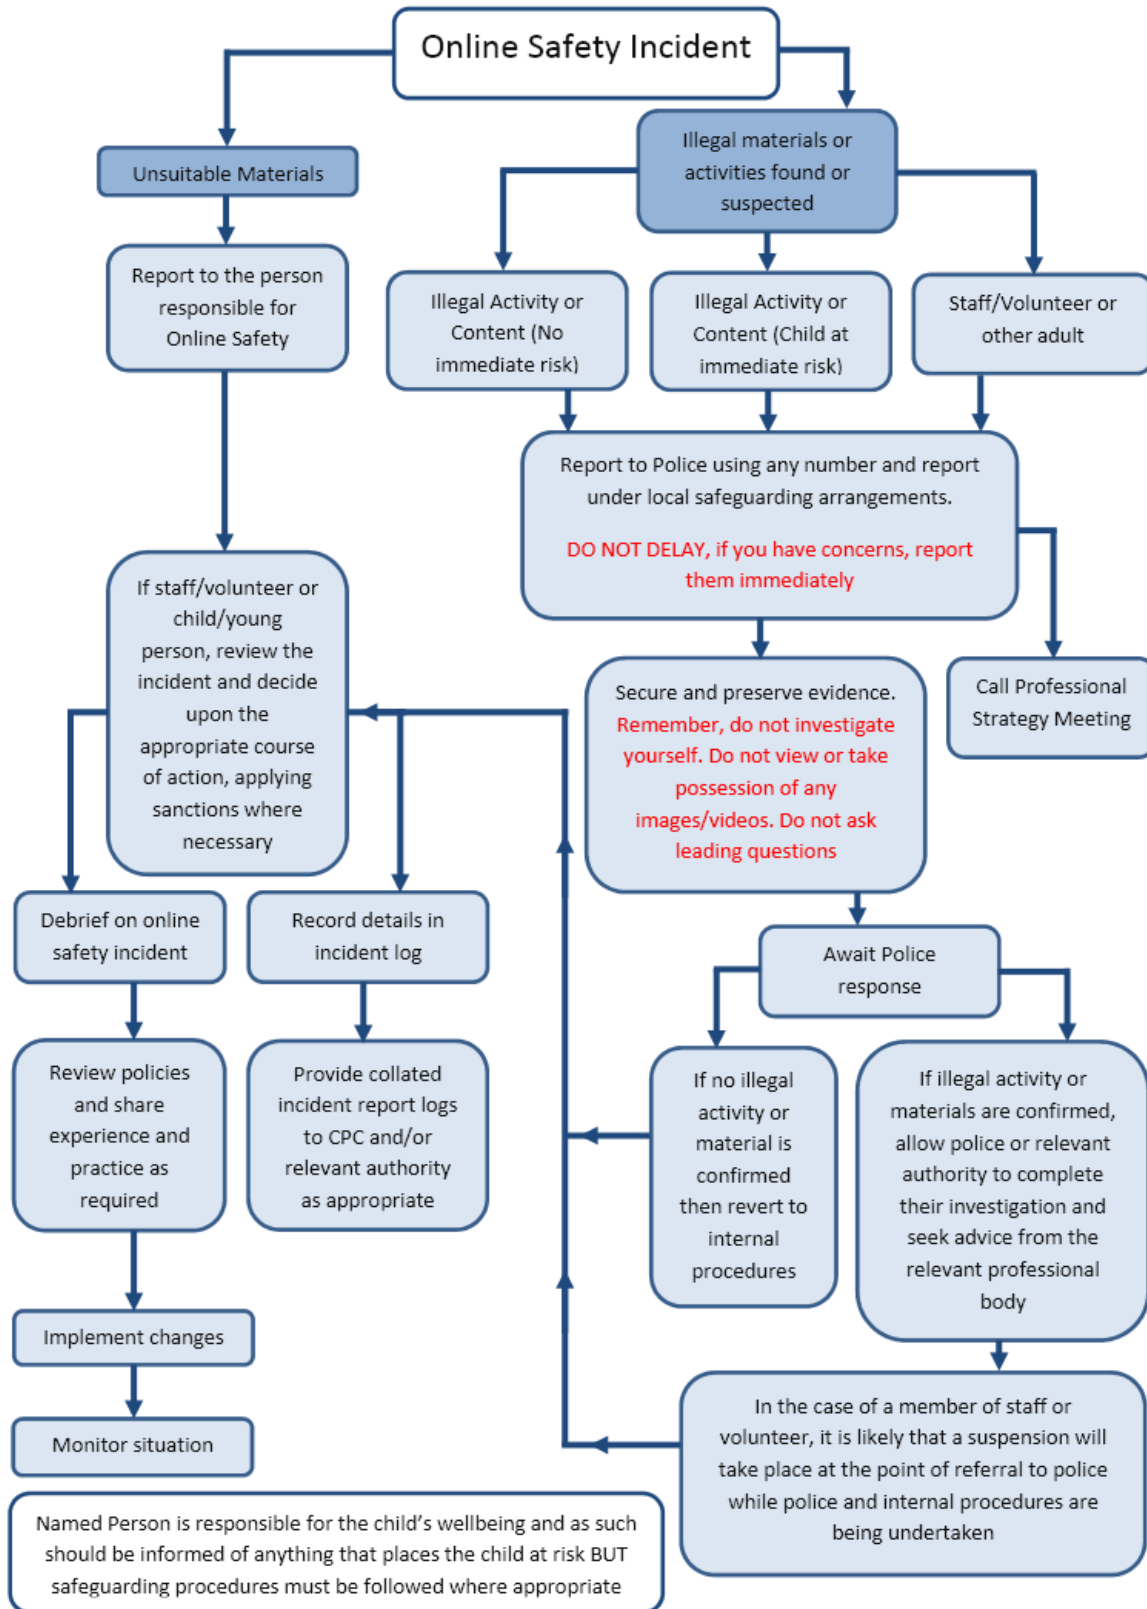 Online Safety Incident
Unsuitable Materials
Illegal materials or
activities found or
suspected
Report to the person
responsible for
Online Safety
Illegal Activity or
Content (No
immediate risk)
Illegal Activity or
Content (Child at
immediate risk)
Staff/Volunteer or
other adult
Report to Police using any number and report
under local safeguarding arrangements.
DO NOT DELAY, if you have concerns, report
them immediately
If staff/volunteer or
child/young
person, review the
incident and decide
upon the
appropriate course
of action, applying
sanctions where
necessary
Secure and preserve evidence.
Remember, do not investigate
yourself. Do not view or take
possession of any
images/videos. Do not ask
leading questions
Call Professional
Strategy Meeting
Debrief on online
safety incident
Record details in
incident log
Await Police
response
Review policies
and share
experience and
practice as
required
Provide collated
incident report logs
to CPC and/or
relevant authority
as appropriate
If no illegal
activity or
material is
confirmed
then revert to
internal
procedures
If illegal activity or
materials are confirmed,
allow police or relevant
authority to complete
their investigation and
seek advice from the
relevant professional
body
Implement changes
Monitor situation
In the case of a member of staff or
volunteer, it is likely that a suspension will
take place at the point of referral to police
while police and internal procedures are
being undertaken
Named Person is responsible for the child's wellbeing and as such
should be informed of anything that places the child at risk BUT
safeguarding procedures must be followed where appropriate